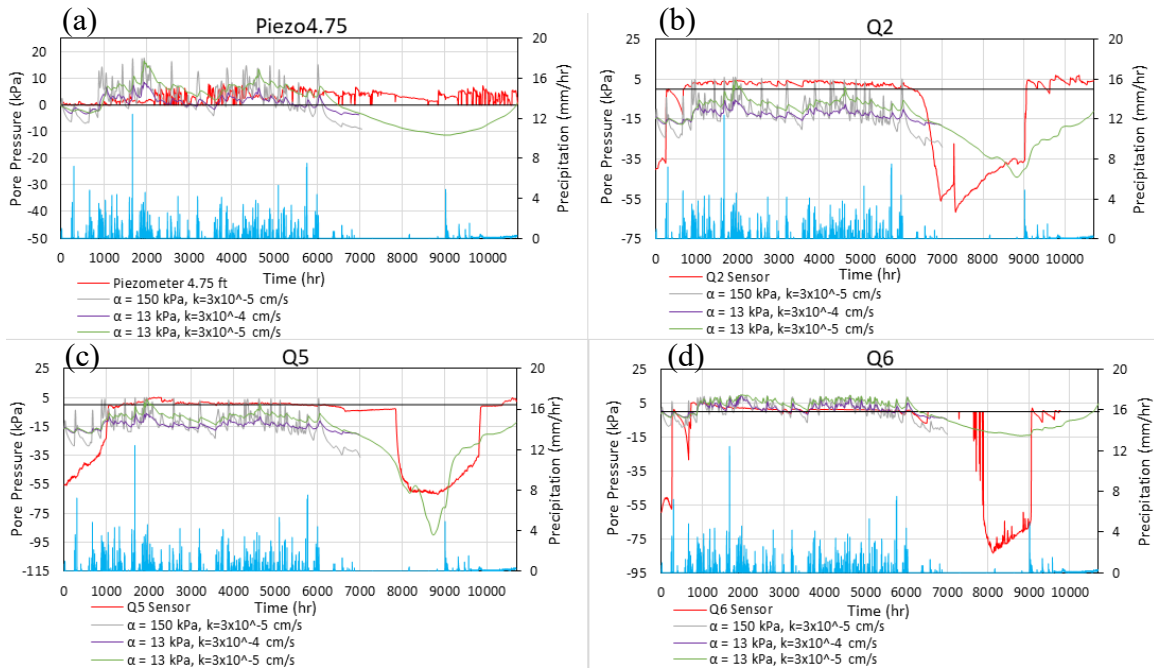 (a)
Piezo4.75
20
10
0
-10
-20
-30
-40
-50
Pore Pressure (kPa)
20
16
12
8
4
0
Precipitation (mm/hr)
0 1000 2000 3000 4000 5000 6000 7000 8000 9000 10000
Time (hr)
Piezometer 4.75 ft
α = 150 kPa, k=3x10^-5 cm/s
α = 13 kPa, k=3x10^-4 cm/s
α = 13 kPa, k=3x10^-5 cm/s
(b)
Q2
25
5
-15
-35
-55
-75
Pore Pressure (kPa)
20
16
12
8
4
0
Precipitation (mm/hr)
0 1000 2000 3000 4000 5000 6000 7000 8000 9000 10000
Time (hr)
Q2 Sensor
α = 150 kPa, k=3x10^-5 cm/s
α = 13 kPa, k=3x10^-4 cm/s
α = 13 kPa, k=3x10^-5 cm/s
(c)
Q5
25
5
-15
-35
-55
-75
-95
-115
Pore Pressure (kPa)
20
16
12
8
4
0
Precipitation (mm/hr)
0 1000 2000 3000 4000 5000 6000 7000 8000 9000 10000
Time (hr)
Q5 Sensor
α = 150 kPa, k=3x10^-5 cm/s
α = 13 kPa, k=3x10^-4 cm/s
α = 13 kPa, k=3x10^-5 cm/s
(d)
Q6
25
5
-15
-35
-55
-75
-95
Pore Pressure (kPa)
20
16
12
8
4
0
Precipitation (mm/hr)
0 1000 2000 3000 4000 5000 6000 7000 8000 9000 10000
Time (hr)
Q6 Sensor
α = 150 kPa, k=3x10^-5 cm/s
α = 13 kPa, k=3x10^-4 cm/s
α = 13 kPa, k=3x10^-5 cm/s